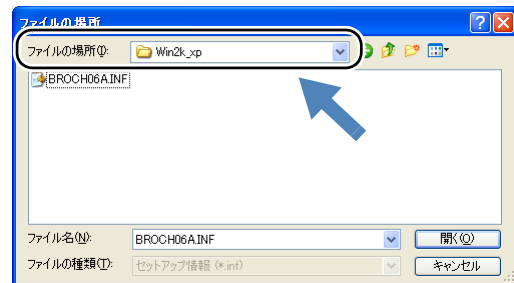 ファイルの場所
ファイルの場所(I): Win2k_xp
BROCH06A.INF
ファイル名(N): BROCH06A.INF 開く(O)
ファイルの種類(T): セットアップ情報 (*.inf) キャンセル